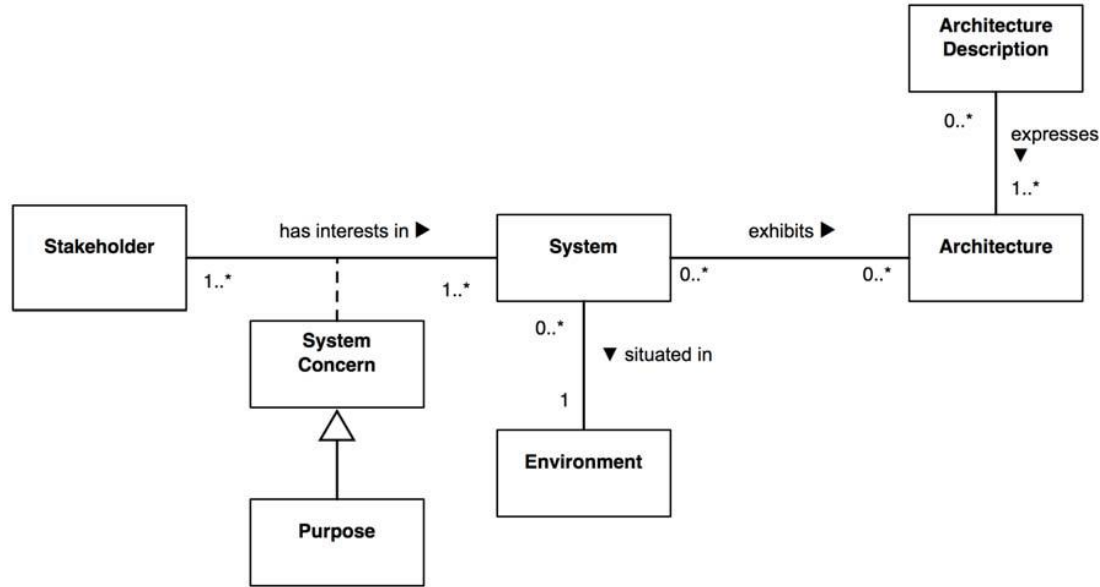 Architecture
Description
0..*
expresses
▼
1..*
Stakeholder
has interests in ▶
System
exhibits ▶
Architecture
1..*
1..*
0..*
0..*
0..*
System
Concern
▼ situated in
1
Environment
Purpose